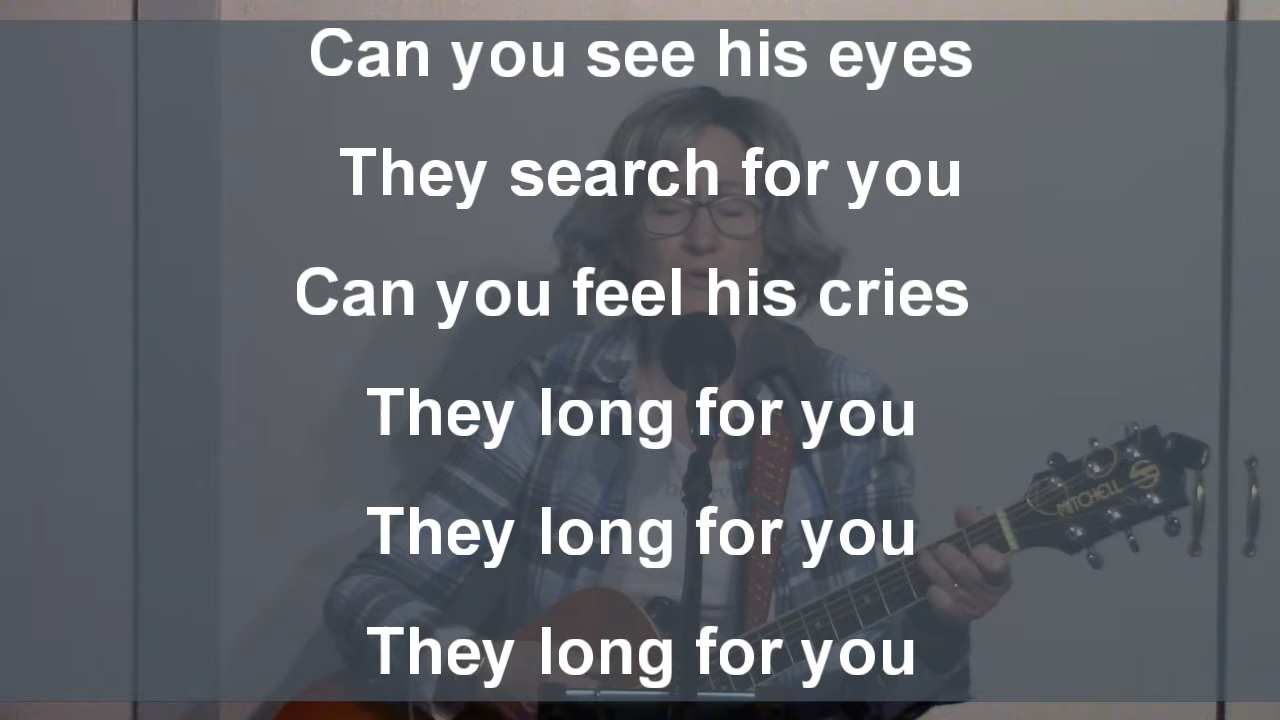 Can you see his eyes
They search for you
Can you feel his cries
They long for you
They long for you
MITCHELL
They long for you